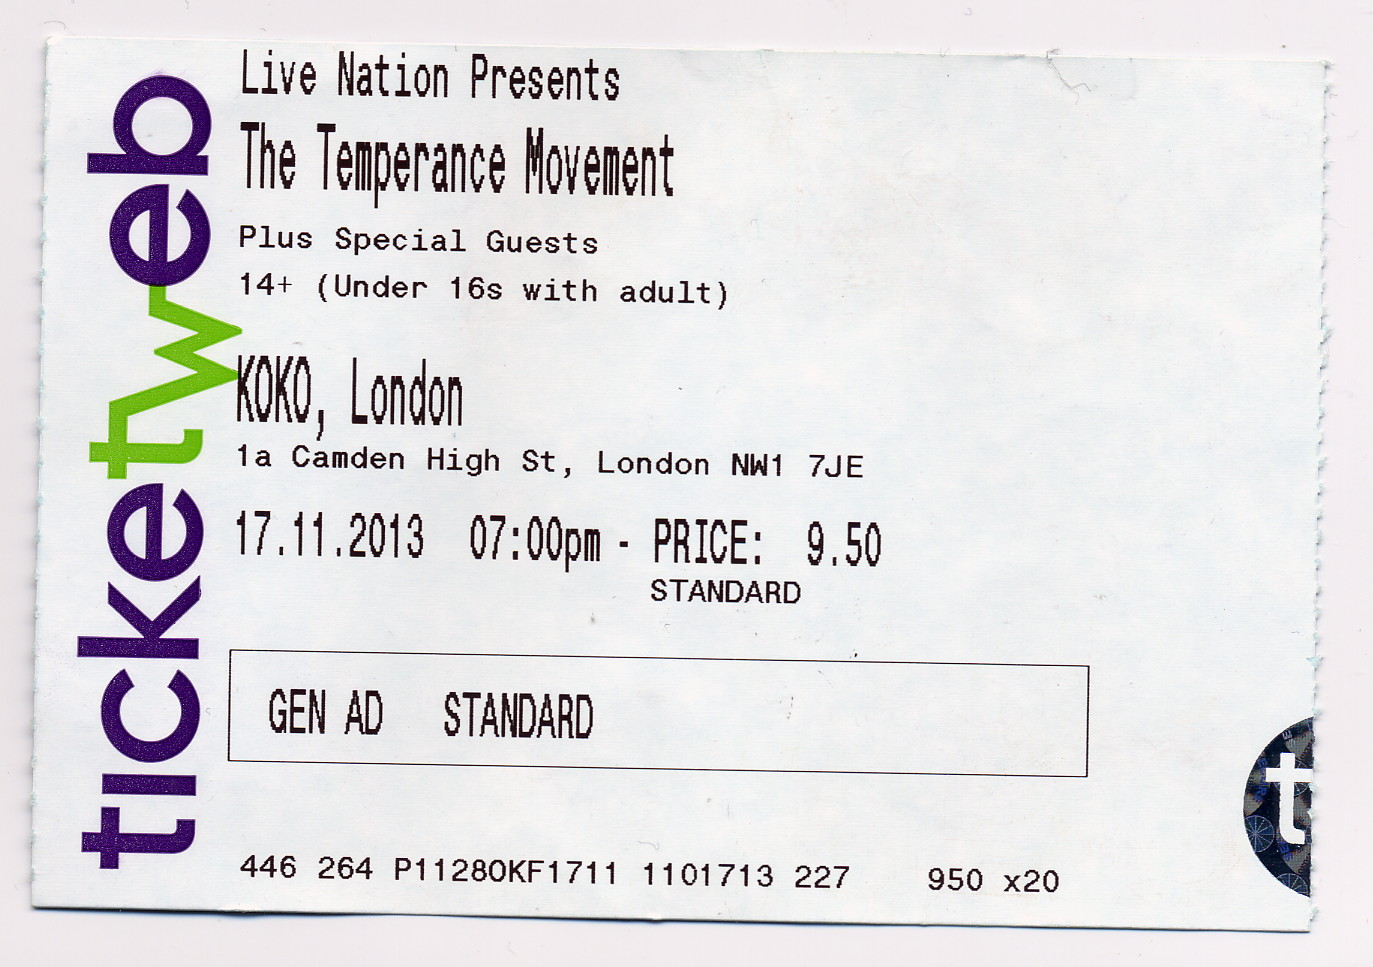 ticketweb
Live Nation Presents
The Temperance Movement
Plus Special Guests
14+ (Under 16s with adult)
KOKO, London
1a Camden High St, London NW1 7JE
17.11.2013 07:00pm - PRICE: 9.50
STANDARD
GEN AD STANDARD
t
446 264 P11280KF1711 1101713 227 950 x20